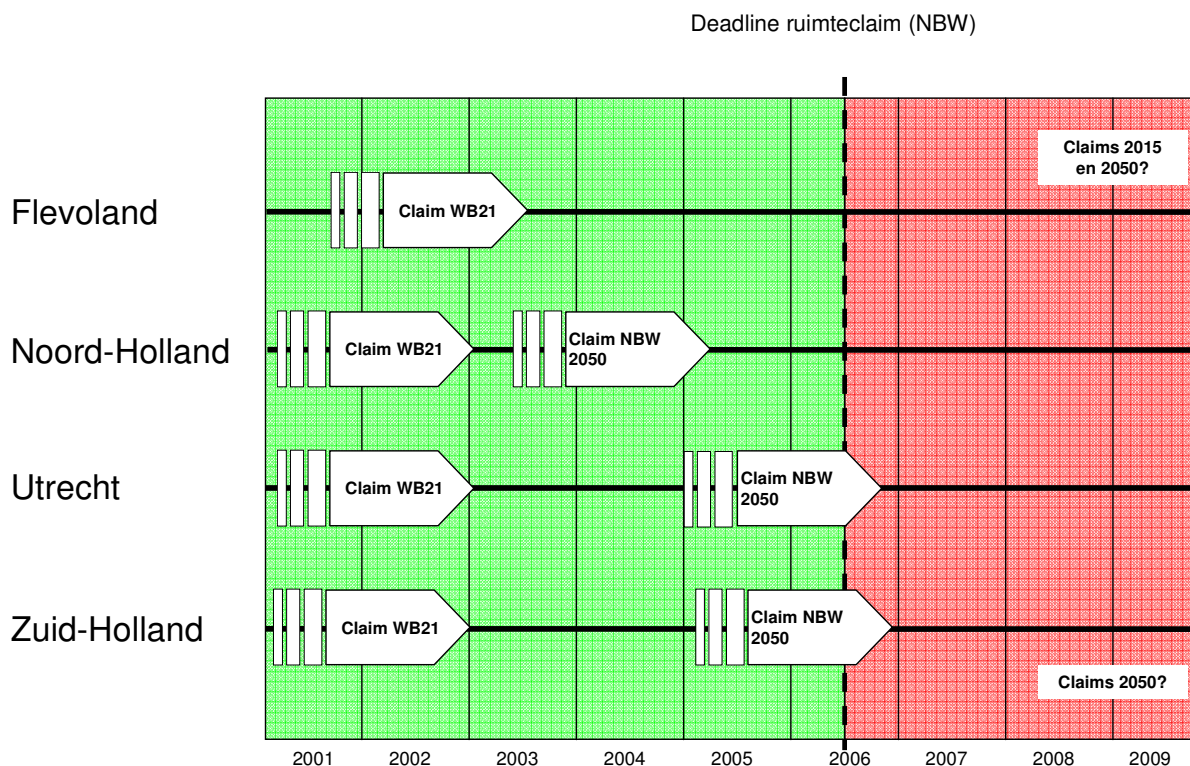 Deadline ruimteclaim (NBW)
Claims 2015
en 2050?
Flevoland
Claim WB21
Noord-Holland
Claim WB21
Claim NBW
2050
Utrecht
Claim WB21
Claim NBW
2050
Zuid-Holland
Claim WB21
Claim NBW
2050
Claims 2050?
2001 2002 2003 2004 2005 2006 2007 2008 2009